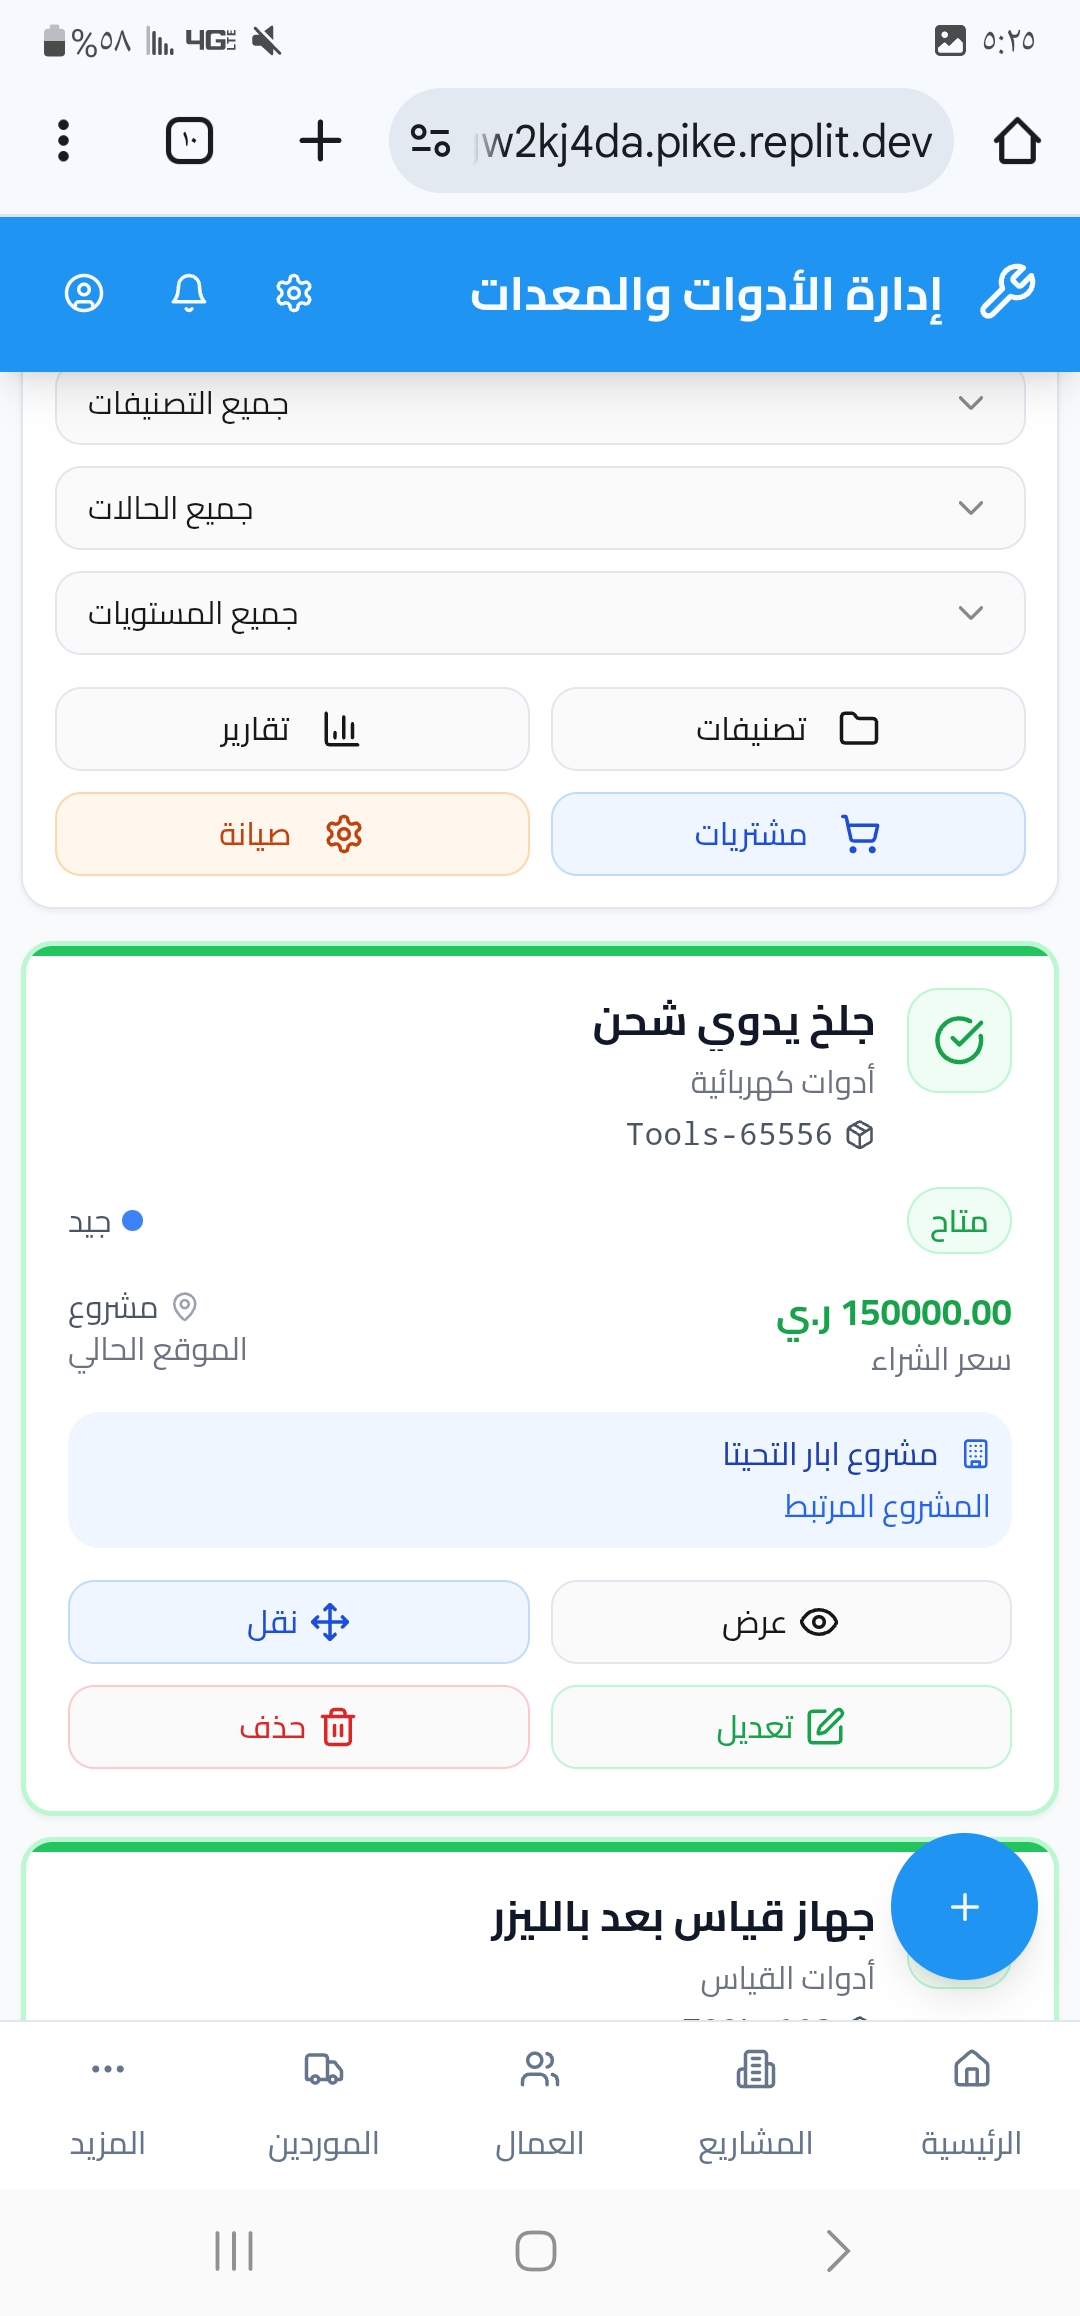 ٥:٢٥
4G LTE
%٥٨
w2kj4da.pike.replit.dev
١٠
إدارة الأدوات والمعدات
جميع التصنيفات
جميع الحالات
جميع المستويات
تصنيفات
تقارير
مشتريات
صيانة
جلخ يدوي شحن
أدوات كهربائية
Tools-65556
متاح
جيد
150000.00 ر.ي
سعر الشراء
مشروع
الموقع الحالي
مشروع ابار التحيتا
المشروع المرتبط
عرض
نقل
تعديل
حذف
جهاز قياس بعد بالليزر
أدوات القياس
الرئيسية
المشاريع
العمال
الموردين
المزيد